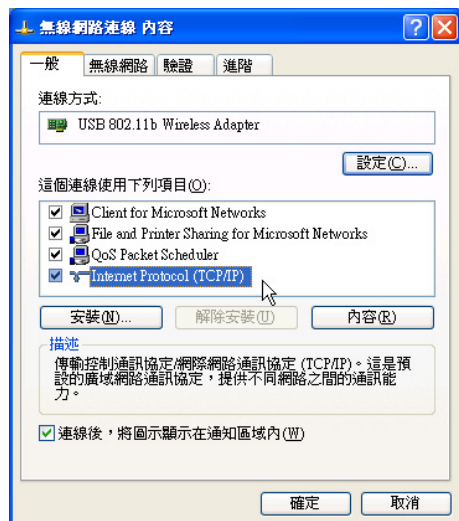 無線網路連線 內容
一般 無線網路 驗證 進階
連線方式:
USB 802.11b Wireless Adapter
設定(C)...
這個連線使用下列項目(O):
Client for Microsoft Networks
File and Printer Sharing for Microsoft Networks
QoS Packet Scheduler
Internet Protocol (TCP/IP)
安裝(N)... 解除安裝(U) 內容(R)
描述
傳輸控制通訊協定/網際網路通訊協定 (TCP/IP)。這是預
設的廣域網路通訊協定，提供不同網路之間的通訊能
力。
連線後，將圖示顯示在通知區域內(W)
確定 取消